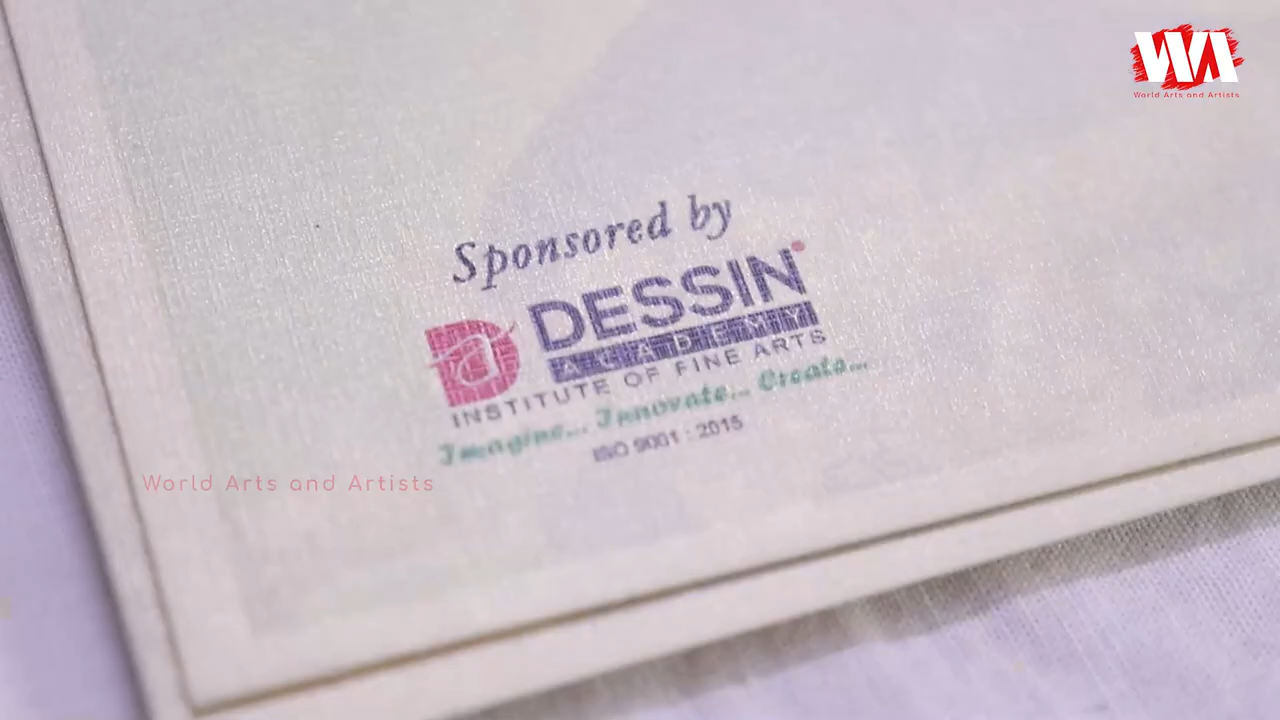 World Arts and Artists
Sponsored by
DESSIN
ACADEMY
INSTITUTE OF FINE ARTS
Imagine... Innovate... Create...
ISO 9001 : 2015
World Arts and Artists